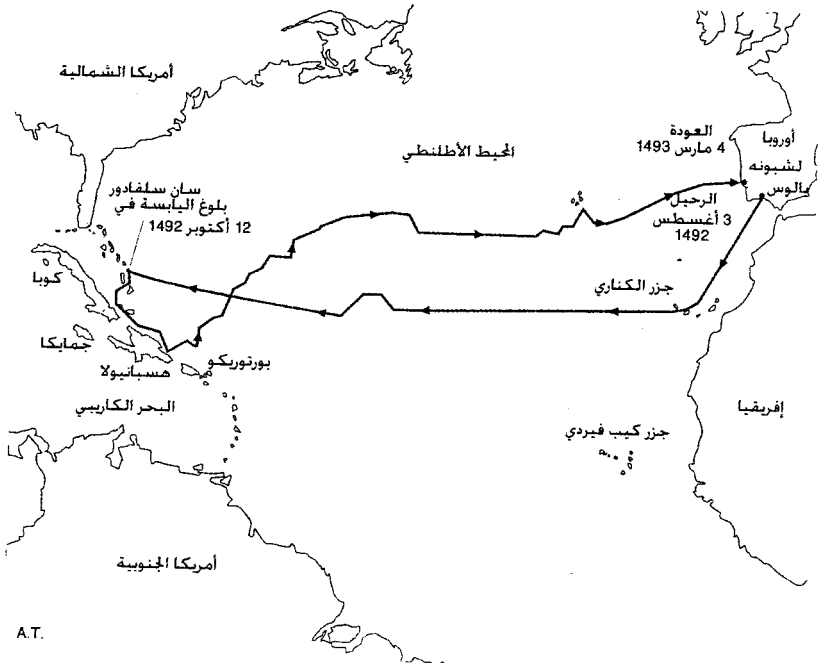 أمريكا الشمالية
المحيط الأطلنطي
العودة
4 مارس 1493
أوروبا
لشبونه
بالوس
الرحيل
3 أغسطس
1492
سان سلفادور
بلوغ اليابسة في
12 أكتوبر 1492
كوبا
جزر الكناري
جمايكا
هسبانيولا
بورتوريكو
البحر الكاريبي
إفريقيا
جزر كيب فيردي
أمريكا الجنوبية
A.T.